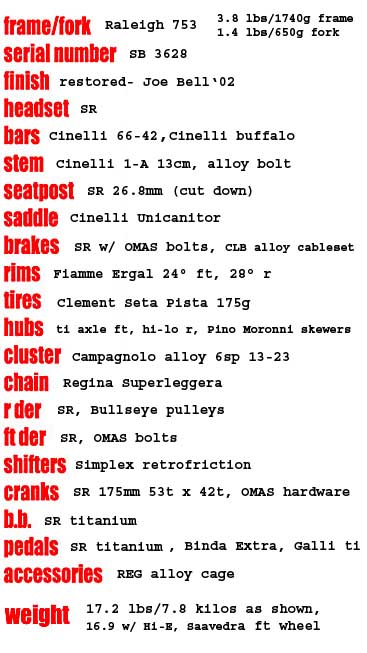 frame/fork Raleigh 753 3.8 lbs/1740g frame
1.4 lbs/650g fork
serial number SB 3628
finish restored- Joe Bell‘02
headset SR
bars Cinelli 66-42,Cinelli buffalo
stem Cinelli 1-A 13cm, alloy bolt
seatpost SR 26.8mm (cut down)
saddle Cinelli Unicanitor
brakes SR w/ OMAS bolts, CLB alloy cableset
rims Fiamme Ergal 24º ft, 28º r
tires Clement Seta Pista 175g
hubs ti axle ft, hi-lo r, Pino Moronni skewers
cluster Campagnolo alloy 6sp 13-23
chain Regina Superleggera
r der SR, Bullseye pulleys
ft der SR, OMAS bolts
shifters Simplex retrofriction
cranks SR 175mm 53t x 42t, OMAS hardware
b.b. SR titanium
pedals SR titanium , Binda Extra, Galli ti
accessories REG alloy cage
weight 17.2 lbs/7.8 kilos as shown,
16.9 w/ Hi-E, Saavedra ft wheel